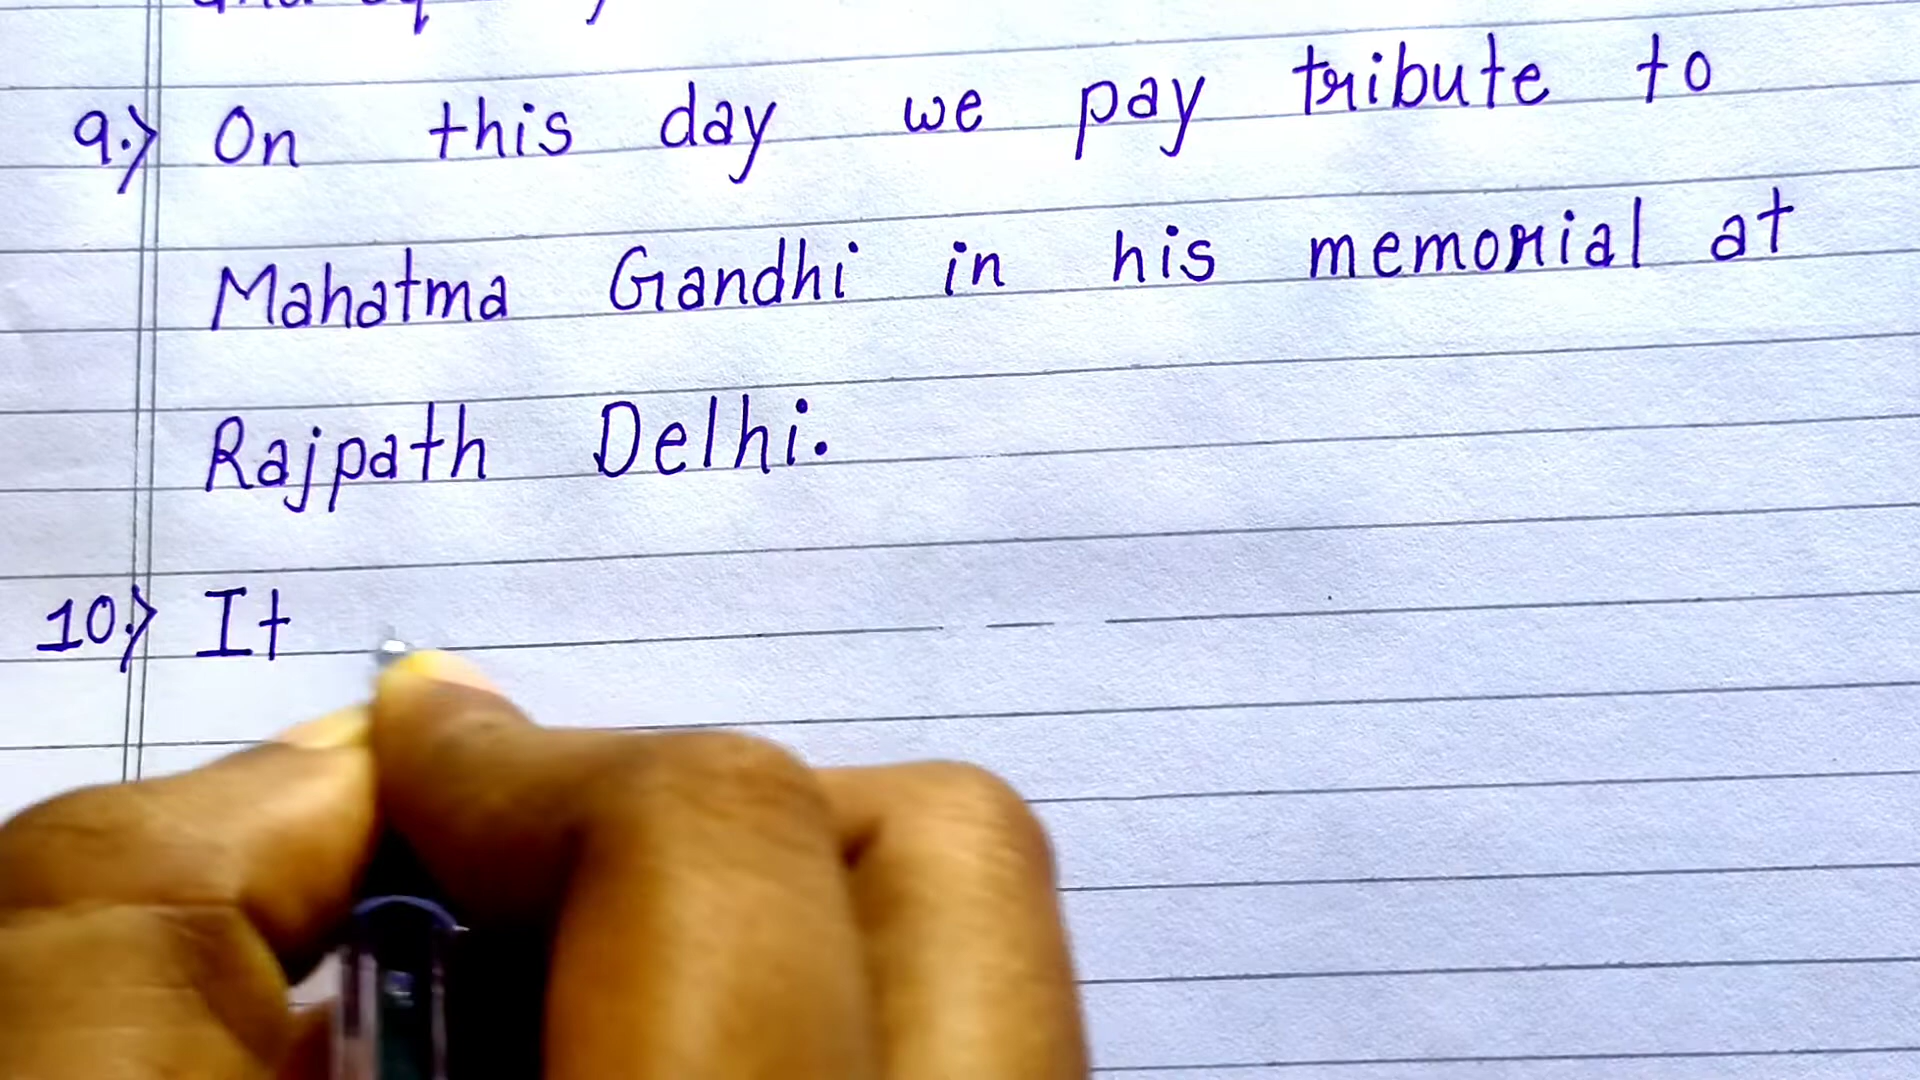 9.) On this day we pay tribute to
Mahatma Gandhi in his memorial at
Rajpath Delhi.
10.) It